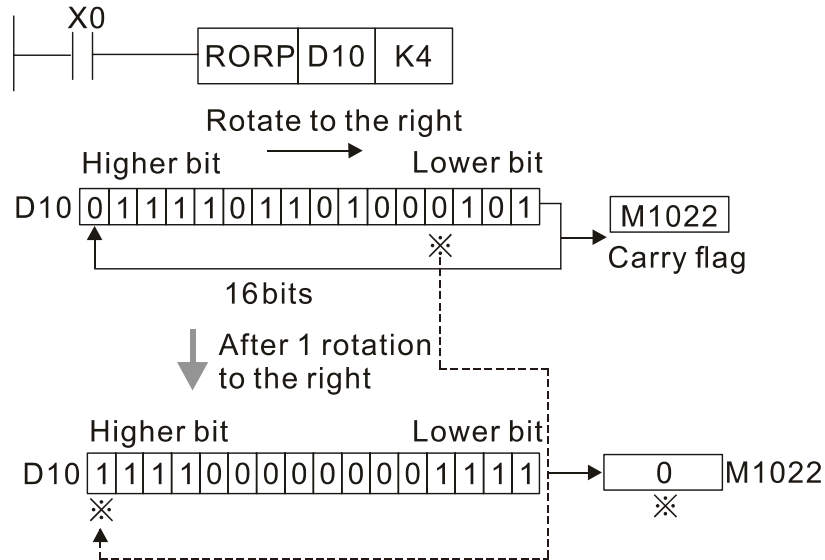 X0
RORP D10 K4
Rotate to the right
Higher bit Lower bit
D10 0 1 1 1 1 0 1 1 0 1 0 0 0 1 0 1 M1022
※ Carry flag
16bits
After 1 rotation
to the right
Higher bit Lower bit
D10 1 1 1 1 0 0 0 0 0 0 0 0 1 1 1 1 0 M1022
※ ※